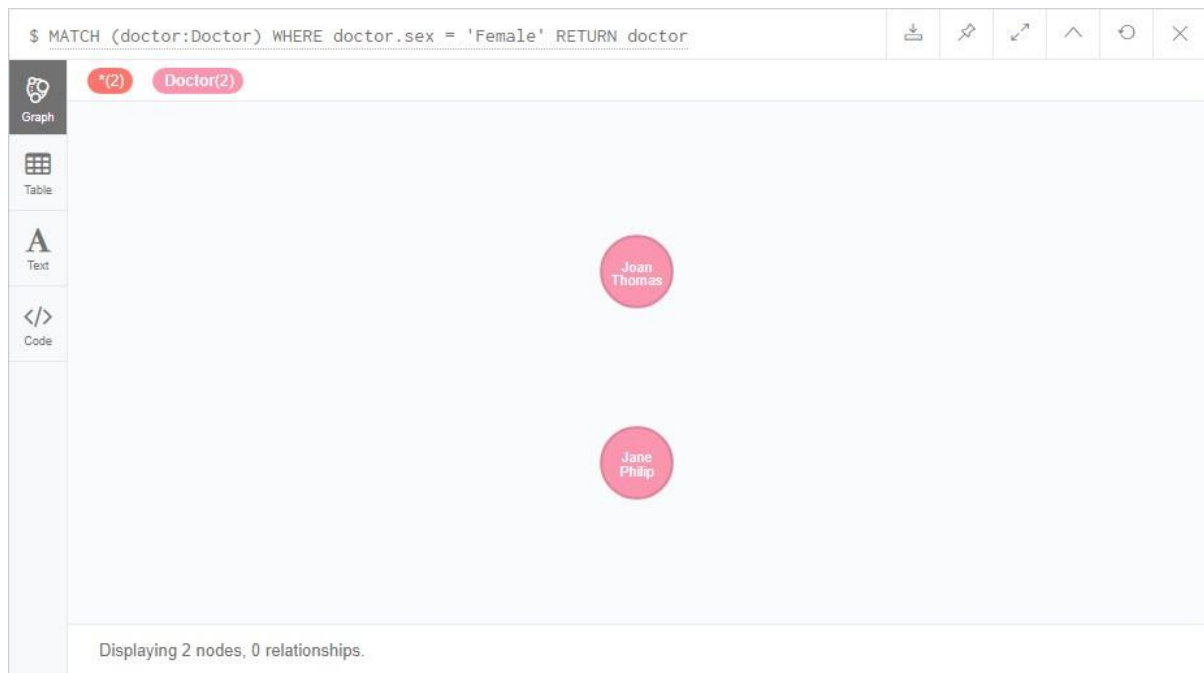 $ MATCH (doctor:Doctor) WHERE doctor.sex = 'Female' RETURN doctor
*(2) Doctor(2)
Graph
Table
A
Text
</>
Code
Joan
Thomas
Jane
Philip
Displaying 2 nodes, 0 relationships.